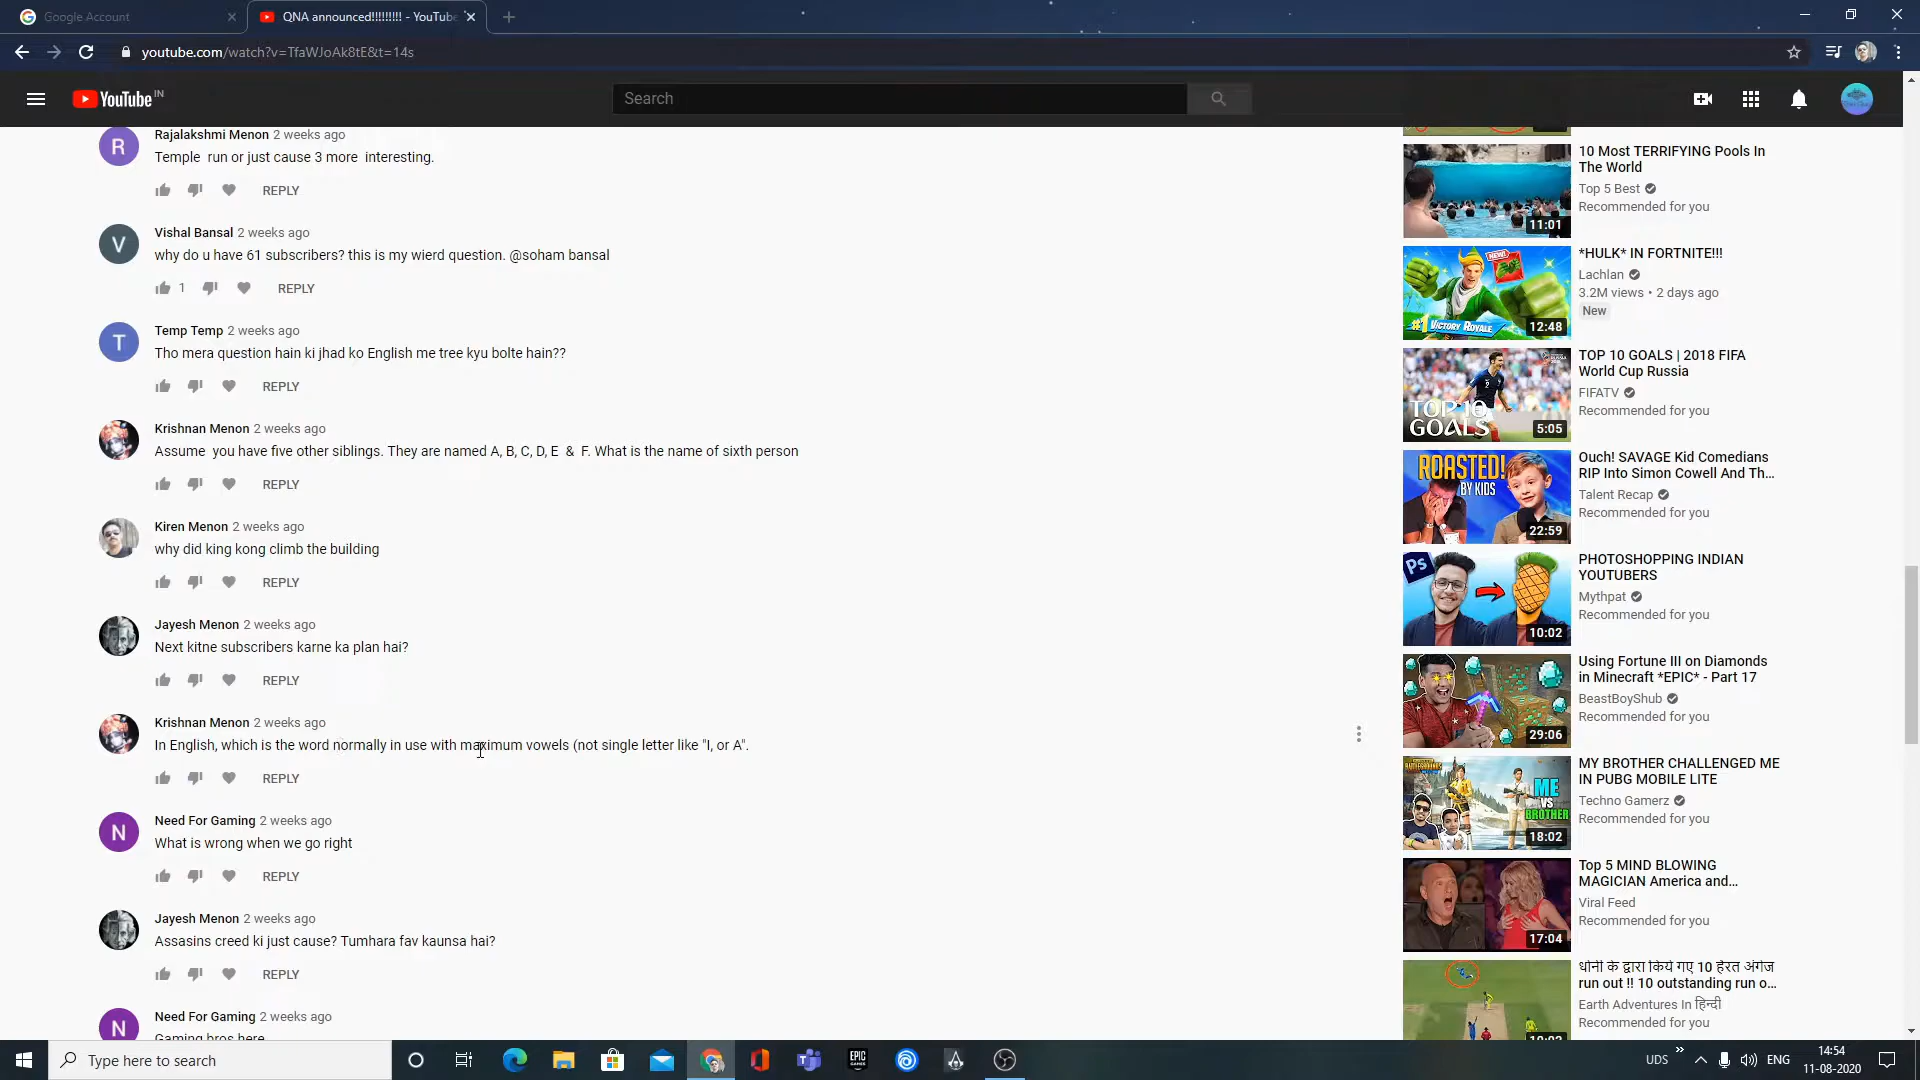 Google Account
QNA announced!!!!!!!!! - YouTube
youtube.com/watch?v=TfaWJoAk8tE&t=14s
YouTube IN
Search
R
Rajalakshmi Menon 2 weeks ago
Temple run or just cause 3 more interesting.
REPLY
V
Vishal Bansal 2 weeks ago
why do u have 61 subscribers? this is my wierd question. @soham bansal
1 REPLY
T
Temp Temp 2 weeks ago
Tho mera question hain ki jhad ko English me tree kyu bolte hain??
REPLY
Krishnan Menon 2 weeks ago
Assume you have five other siblings. They are named A, B, C, D, E & F. What is the name of sixth person
REPLY
Kiren Menon 2 weeks ago
why did king kong climb the building
REPLY
Jayesh Menon 2 weeks ago
Next kitne subscribers karne ka plan hai?
REPLY
Krishnan Menon 2 weeks ago
In English, which is the word normally in use with maximum vowels (not single letter like "I, or A".
REPLY
N
Need For Gaming 2 weeks ago
What is wrong when we go right
REPLY
Jayesh Menon 2 weeks ago
Assasins creed ki just cause? Tumhara fav kaunsa hai?
REPLY
N
Need For Gaming 2 weeks ago
Gaming bros here
11:01
10 Most TERRIFYING Pools In
The World
Top 5 Best
Recommended for you
NEW!
#1 VICTORY ROYALE
12:48
*HULK* IN FORTNITE!!!
Lachlan
3.2M views • 2 days ago
New
TOP 10
GOALS
5:05
TOP 10 GOALS | 2018 FIFA
World Cup Russia
FIFATV
Recommended for you
ROASTED!
BY KIDS
22:59
Ouch! SAVAGE Kid Comedians
RIP Into Simon Cowell And Th...
Talent Recap
Recommended for you
Ps
10:02
PHOTOSHOPPING INDIAN
YOUTUBERS
Mythpat
Recommended for you
29:06
Using Fortune III on Diamonds
in Minecraft *EPIC* - Part 17
BeastBoyShub
Recommended for you
ME
VS
BROTHER
18:02
MY BROTHER CHALLENGED ME
IN PUBG MOBILE LITE
Techno Gamerz
Recommended for you
17:04
Top 5 MIND BLOWING
MAGICIAN America and...
Viral Feed
Recommended for you
धोनी के द्वारा किये गए 10 हैरत अंगेज
run out !! 10 outstanding run o...
Earth Adventures In हिन्दी
Recommended for you
Type here to search
EPIC
GAMES
UDS
ENG
14:54
11-08-2020